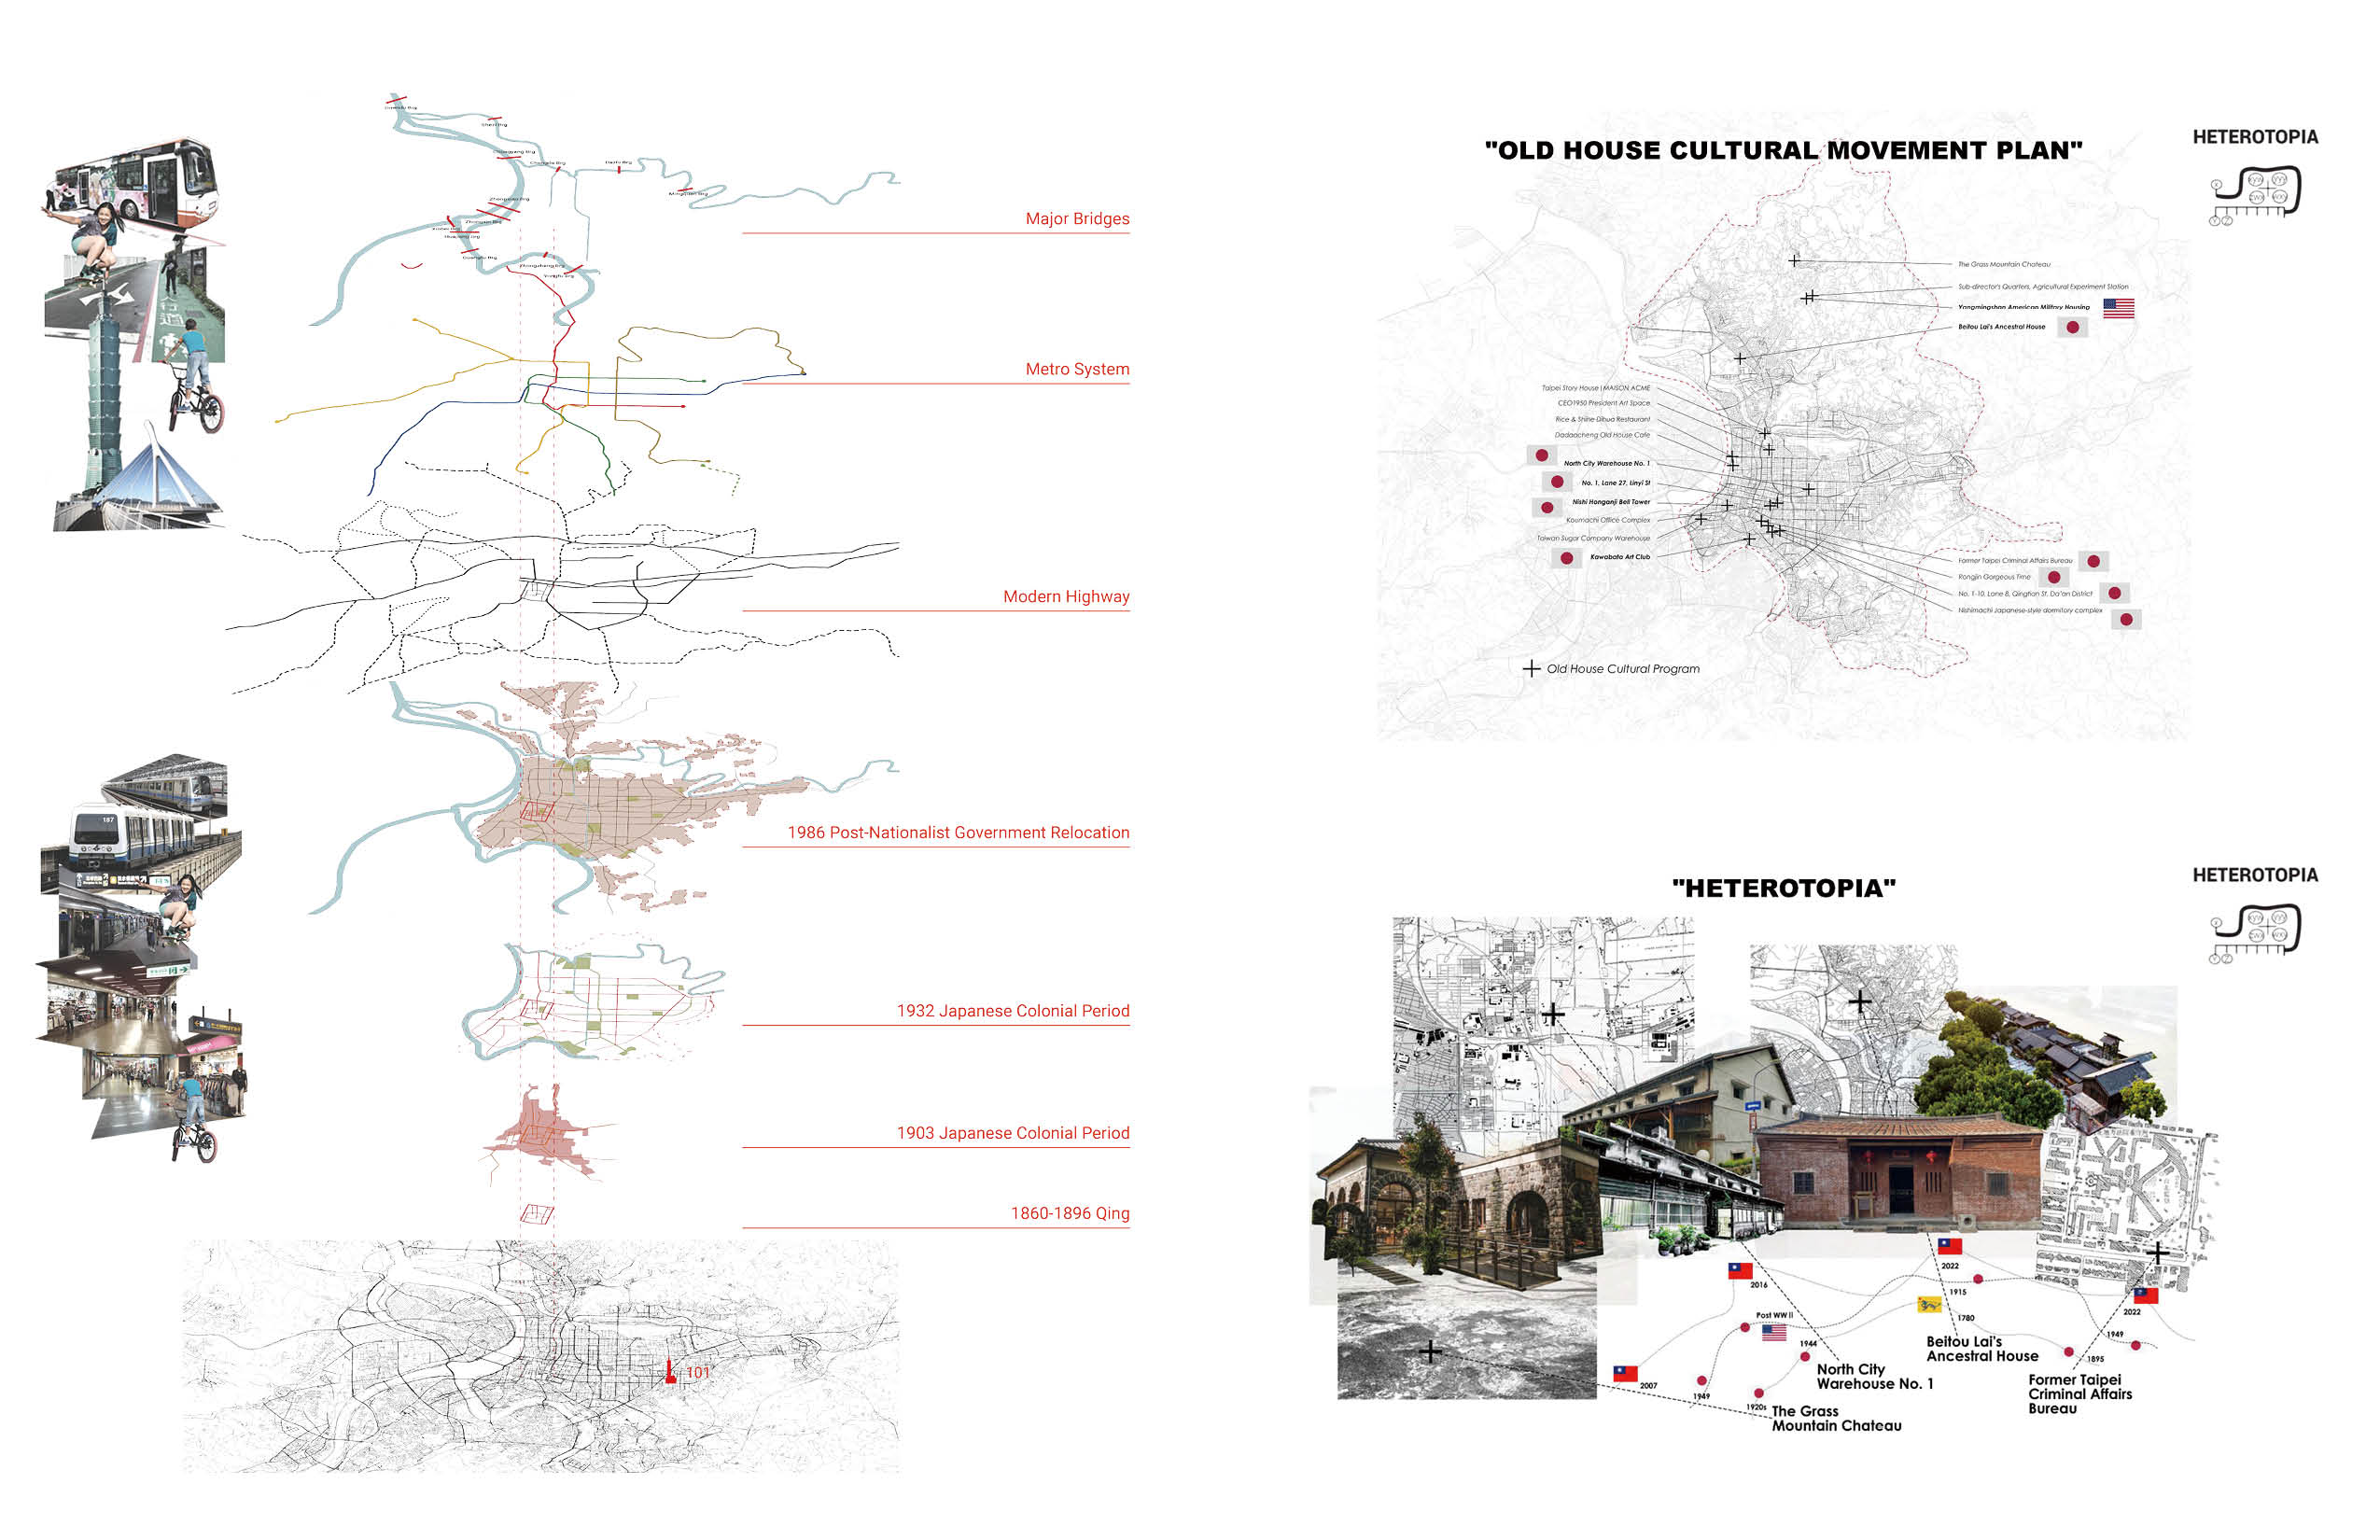 Major Bridges
Metro System
Modern Highway
1986 Post-Nationalist Government Relocation
1932 Japanese Colonial Period
1903 Japanese Colonial Period
1860-1896 Qing
101
187
"OLD HOUSE CULTURAL MOVEMENT PLAN"
HETEROTOPIA
The Grass Mountain Chateau
Sub-director's Quarters, Agricultural Experiment Station
Yangmingshan American Military Housing
Beitou Lai's Ancestral House
Taipei Story House | MAISON ACME
CEO1950 President Art Space
Rice & Shine Dihua Restaurant
Dadaocheng Old House Cafe
North City Warehouse No. 1
No. 1, Lane 27, Linyi St
Nishi Honganji Bell Tower
Koumachi Office Complex
Taiwan Sugar Company Warehouse
Kawabata Art Club
Former Taipei Criminal Affairs Bureau
Rongjin Gorgeous Time
No. 1-10, Lane 8, Qingtian St, Da'an District
Nishimachi Japanese-style dormitory complex
Old House Cultural Program
"HETEROTOPIA"
HETEROTOPIA
2016
2022
1915
1780
Post WW II
1944
2022
1949
1895
2007
1949
1920s
Beitou Lai's
Ancestral House
North City
Warehouse No. 1
Former Taipei
Criminal Affairs
Bureau
The Grass
Mountain Chateau